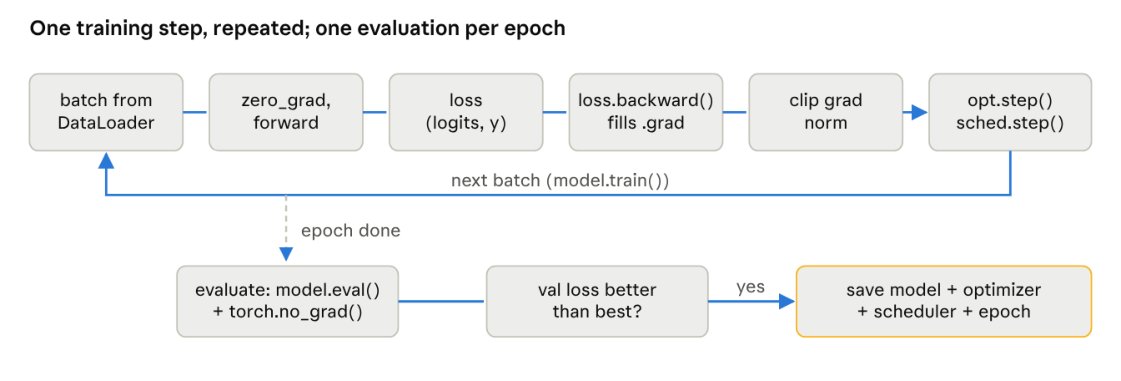 One training step, repeated; one evaluation per epoch
batch from
DataLoader
zero_grad,
forward
loss
(logits, y)
loss.backward()
fills .grad
clip grad
norm
opt.step()
sched.step()
next batch (model.train())
epoch done
evaluate: model.eval()
+ torch.no_grad()
val loss better
than best?
yes
save model + optimizer
+ scheduler + epoch